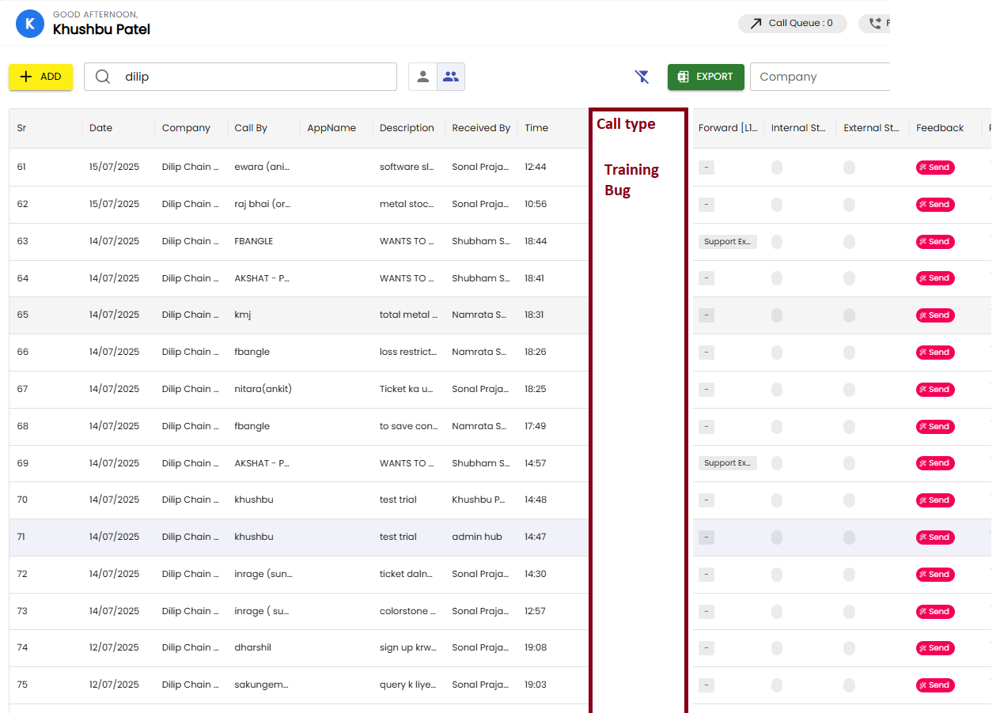 K
GOOD AFTERNOON,
Khushbu Patel
Call Queue : 0
+ ADD
dilip
EXPORT
Company
Sr Date Company Call By AppName Description Received By Time Call type Forward [L1... Internal St... External St... Feedback
61 15/07/2025 Dilip Chain ... ewara (ani... software sl... Sonal Praja... 12:44 Training - Send
Bug
62 15/07/2025 Dilip Chain ... raj bhai (or... metal stoc... Sonal Praja... 10:56 - Send
63 14/07/2025 Dilip Chain ... FBANGLE WANTS TO ... Shubham S... 18:44 Support Ex... Send
64 14/07/2025 Dilip Chain ... AKSHAT - P... WANTS TO ... Shubham S... 18:41 - Send
65 14/07/2025 Dilip Chain ... kmj total metal ... Namrata S... 18:31 - Send
66 14/07/2025 Dilip Chain ... fbangle loss restrict... Namrata S... 18:26 - Send
67 14/07/2025 Dilip Chain ... nitara(ankit) Ticket ka u... Sonal Praja... 18:25 - Send
68 14/07/2025 Dilip Chain ... fbangle to save con... Namrata S... 17:49 - Send
69 14/07/2025 Dilip Chain ... AKSHAT - P... WANTS TO ... Shubham S... 14:57 Support Ex... Send
70 14/07/2025 Dilip Chain ... khushbu test trial Khushbu P... 14:48 - Send
71 14/07/2025 Dilip Chain ... khushbu test trial admin hub 14:47 - Send
72 14/07/2025 Dilip Chain ... inrage (sun... ticket daln... Sonal Praja... 14:30 - Send
73 14/07/2025 Dilip Chain ... inrage ( su... colorstone ... Sonal Praja... 12:57 - Send
74 12/07/2025 Dilip Chain ... dharshil sign up krw... Sonal Praja... 19:08 - Send
75 12/07/2025 Dilip Chain ... sakungem... query k liye... Sonal Praja... 19:03 - Send